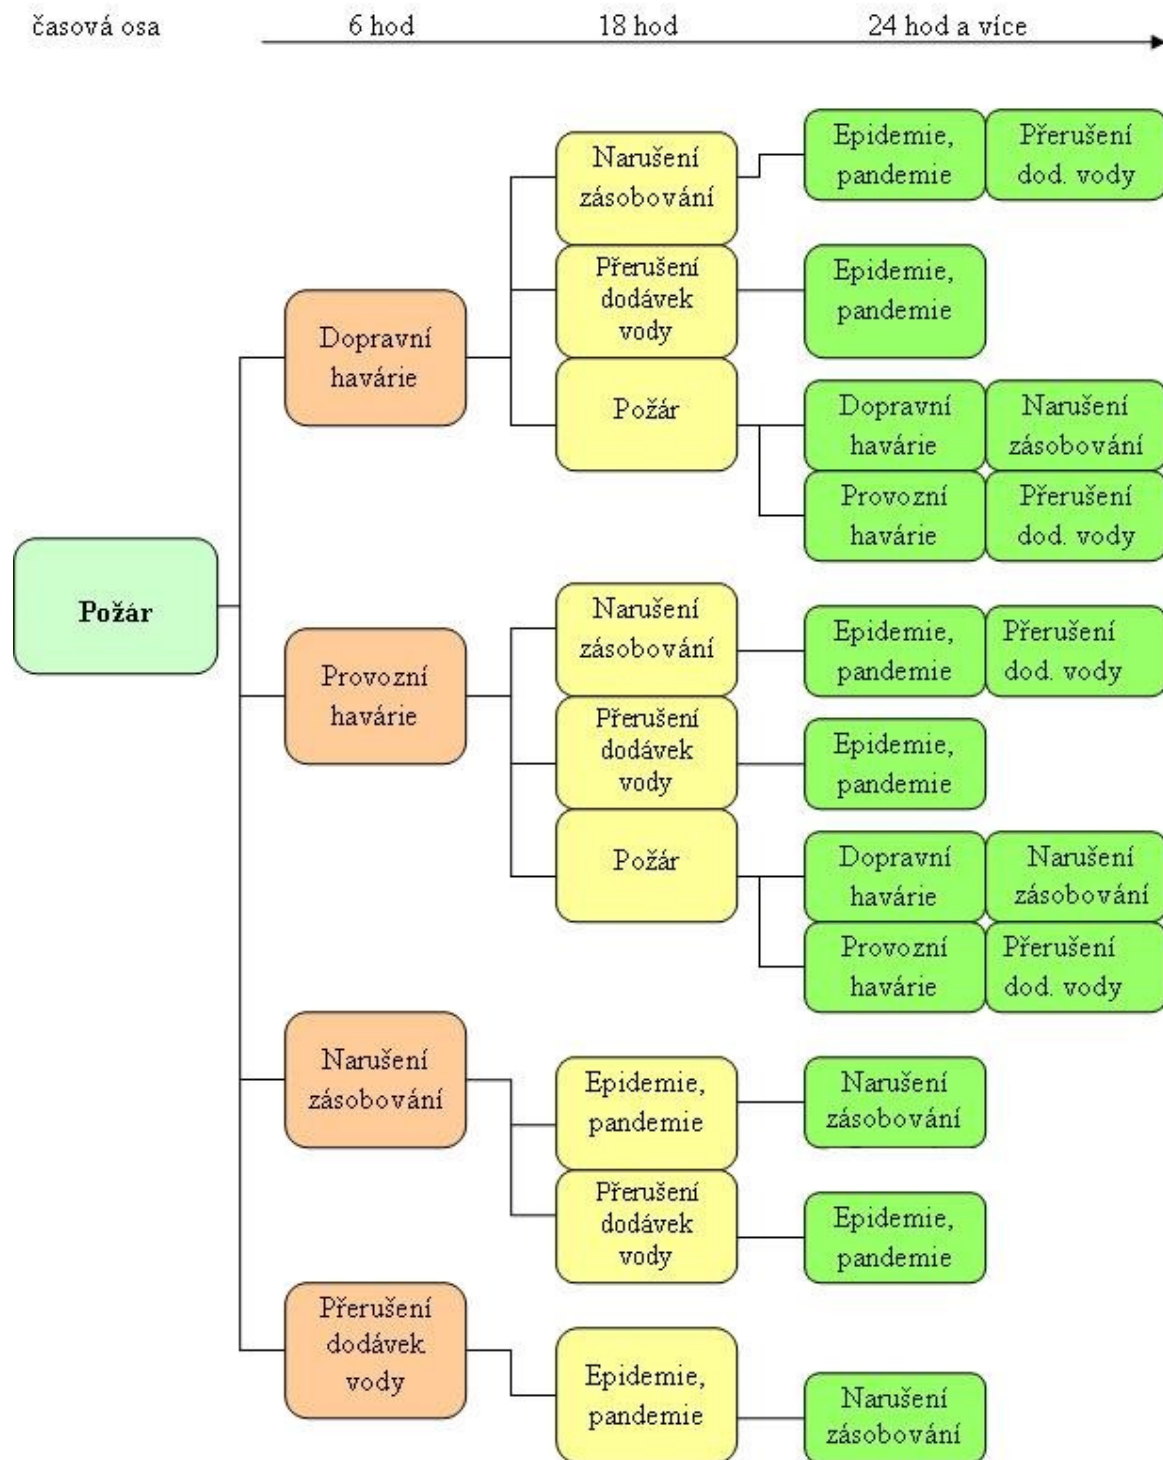 časová osa
6 hod
18 hod
24 hod a více
Požár
Dopravní
havárie
Narušení
zásobování
Epidemie,
pandemie
Přerušení
dod. vody
Přerušení
dodávek
vody
Epidemie,
pandemie
Požár
Dopravní
havárie
Narušení
zásobování
Provozní
havárie
Přerušení
dod. vody
Provozní
havárie
Narušení
zásobování
Epidemie,
pandemie
Přerušení
dod. vody
Přerušení
dodávek
vody
Epidemie,
pandemie
Požár
Dopravní
havárie
Narušení
zásobování
Provozní
havárie
Přerušení
dod. vody
Narušení
zásobování
Epidemie,
pandemie
Narušení
zásobování
Přerušení
dodávek
vody
Epidemie,
pandemie
Přerušení
dodávek
vody
Epidemie,
pandemie
Narušení
zásobování